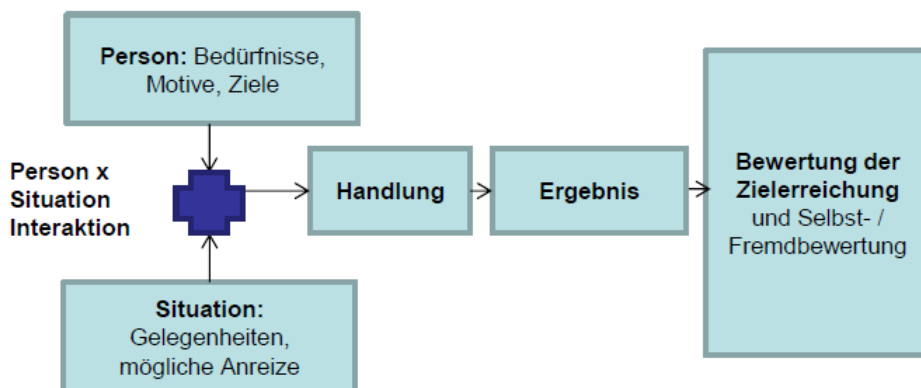 Person: Bedürfnisse,
Motive, Ziele
Person x
Situation
Interaktion
Handlung
Ergebnis
Bewertung der
Zielerreichung
und Selbst- /
Fremdbewertung
Situation:
Gelegenheiten,
mögliche Anreize